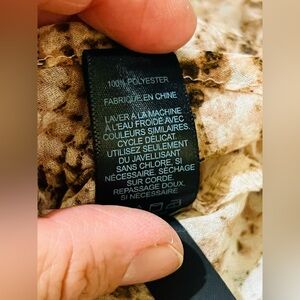 100% POLYESTER
FABRIQUE EN CHINE
LAVER À LA MACHINE
À L'EAU FROIDE AVEC
COULEURS SIMILAIRES.
CYCLE DÉLICAT.
UTILISEZ SEULEMENT
DU JAVELLISANT
SANS CHLORE, SI
NÉCESSAIRE, SÉCHAGE
SUR CORDE.
REPASSAGE DOUX,
SI NÉCESSAIRE.